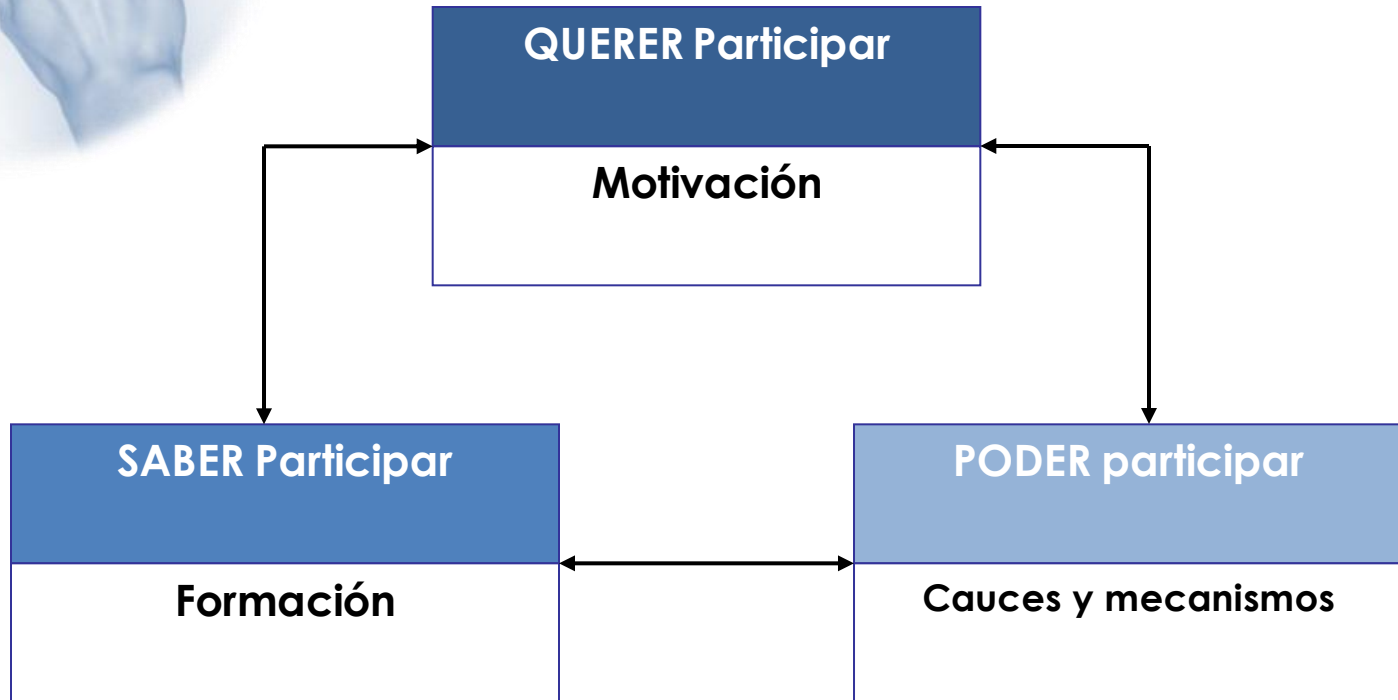 QUERER Participar
Motivación
SABER Participar
PODER participar
Formación
Cauces y mecanismos